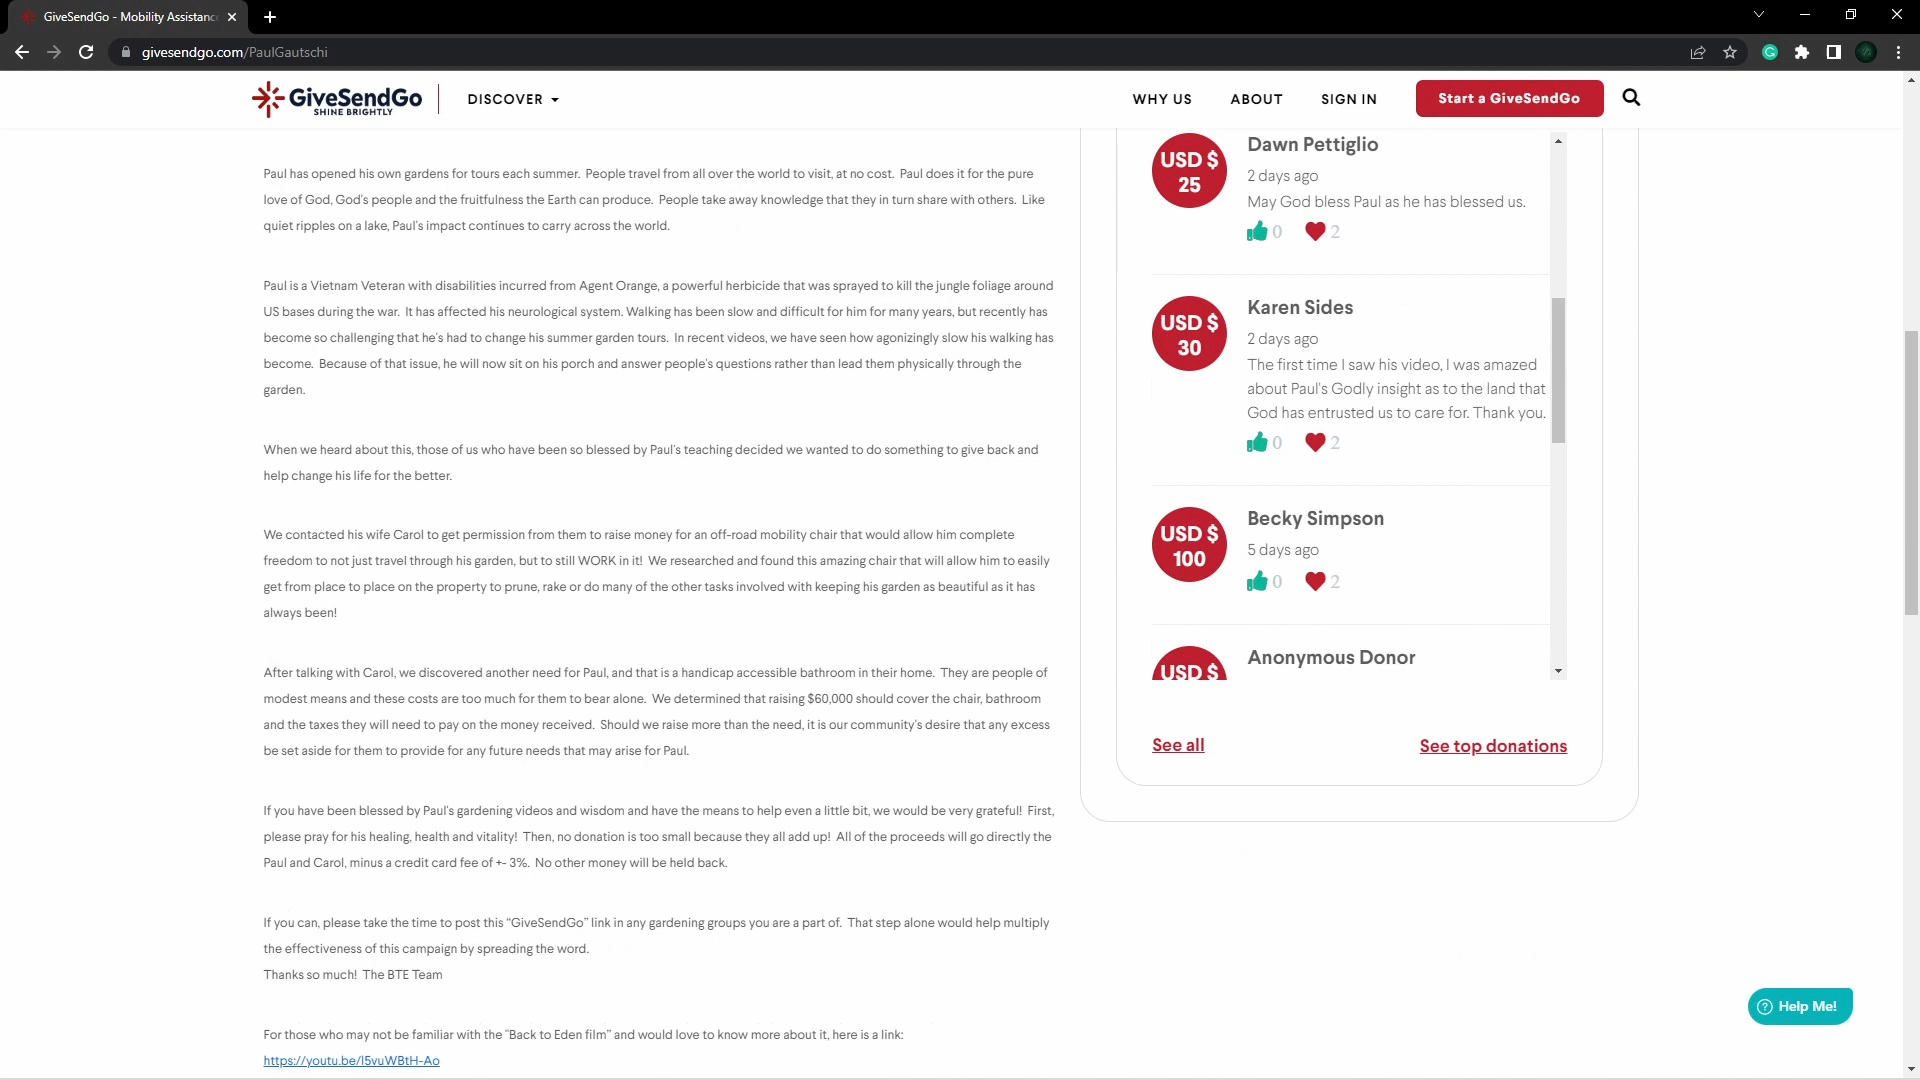 GiveSendGo - Mobility Assistanc
givesendgo.com/PaulGautschi
GiveSendGo
SHINE BRIGHTLY
DISCOVER
WHY US
ABOUT
SIGN IN
Start a GiveSendGo
Paul has opened his own gardens for tours each summer.  People travel from all over the world to visit, at no cost.  Paul does it for the pure
love of God, God's people and the fruitfulness the Earth can produce.  People take away knowledge that they in turn share with others.  Like
quiet ripples on a lake, Paul's impact continues to carry across the world.
Paul is a Vietnam Veteran with disabilities incurred from Agent Orange, a powerful herbicide that was sprayed to kill the jungle foliage around
US bases during the war.  It has affected his neurological system. Walking has been slow and difficult for him for many years, but recently has
become so challenging that he's had to change his summer garden tours.  In recent videos, we have seen how agonizingly slow his walking has
become.  Because of that issue, he will now sit on his porch and answer people's questions rather than lead them physically through the
garden.
When we heard about this, those of us who have been so blessed by Paul's teaching decided we wanted to do something to give back and
help change his life for the better.
We contacted his wife Carol to get permission from them to raise money for an off-road mobility chair that would allow him complete
freedom to not just travel through his garden, but to still WORK in it!  We researched and found this amazing chair that will allow him to easily
get from place to place on the property to prune, rake or do many of the other tasks involved with keeping his garden as beautiful as it has
always been!
After talking with Carol, we discovered another need for Paul, and that is a handicap accessible bathroom in their home.  They are people of
modest means and these costs are too much for them to bear alone.  We determined that raising $60,000 should cover the chair, bathroom
and the taxes they will need to pay on the money received.  Should we raise more than the need, it is our community's desire that any excess
be set aside for them to provide for any future needs that may arise for Paul.
If you have been blessed by Paul's gardening videos and wisdom and have the means to help even a little bit, we would be very grateful!  First,
please pray for his healing, health and vitality!  Then, no donation is too small because they all add up!  All of the proceeds will go directly the
Paul and Carol, minus a credit card fee of +- 3%.  No other money will be held back.
If you can, please take the time to post this “GiveSendGo” link in any gardening groups you are a part of.  That step alone would help multiply
the effectiveness of this campaign by spreading the word.
Thanks so much!  The BTE Team
For those who may not be familiar with the "Back to Eden film” and would love to know more about it, here is a link:
https://youtu.be/I5vuWBtH-Ao
USD $
25
Dawn Pettiglio
2 days ago
May God bless Paul as he has blessed us.
0 2
USD $
30
Karen Sides
2 days ago
The first time I saw his video, I was amazed
about Paul's Godly insight as to the land that
God has entrusted us to care for. Thank you.
0 2
USD $
100
Becky Simpson
5 days ago
0 2
USD $
Anonymous Donor
See all
See top donations
Help Me!